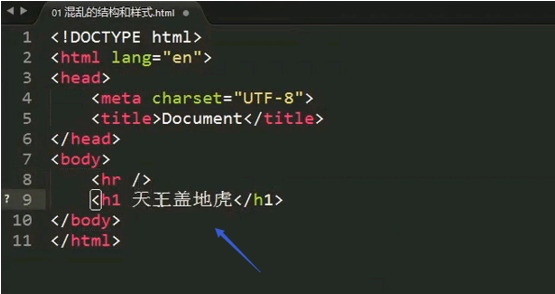 01 混乱的结构和样式.html
1 <!DOCTYPE html>
2 <html lang="en">
3 <head>
4 <meta charset="UTF-8">
5 <title>Document</title>
6 </head>
7 <body>
8 <hr />
? 9 <h1 天王盖地虎</h1>
10 </body>
11 </html>